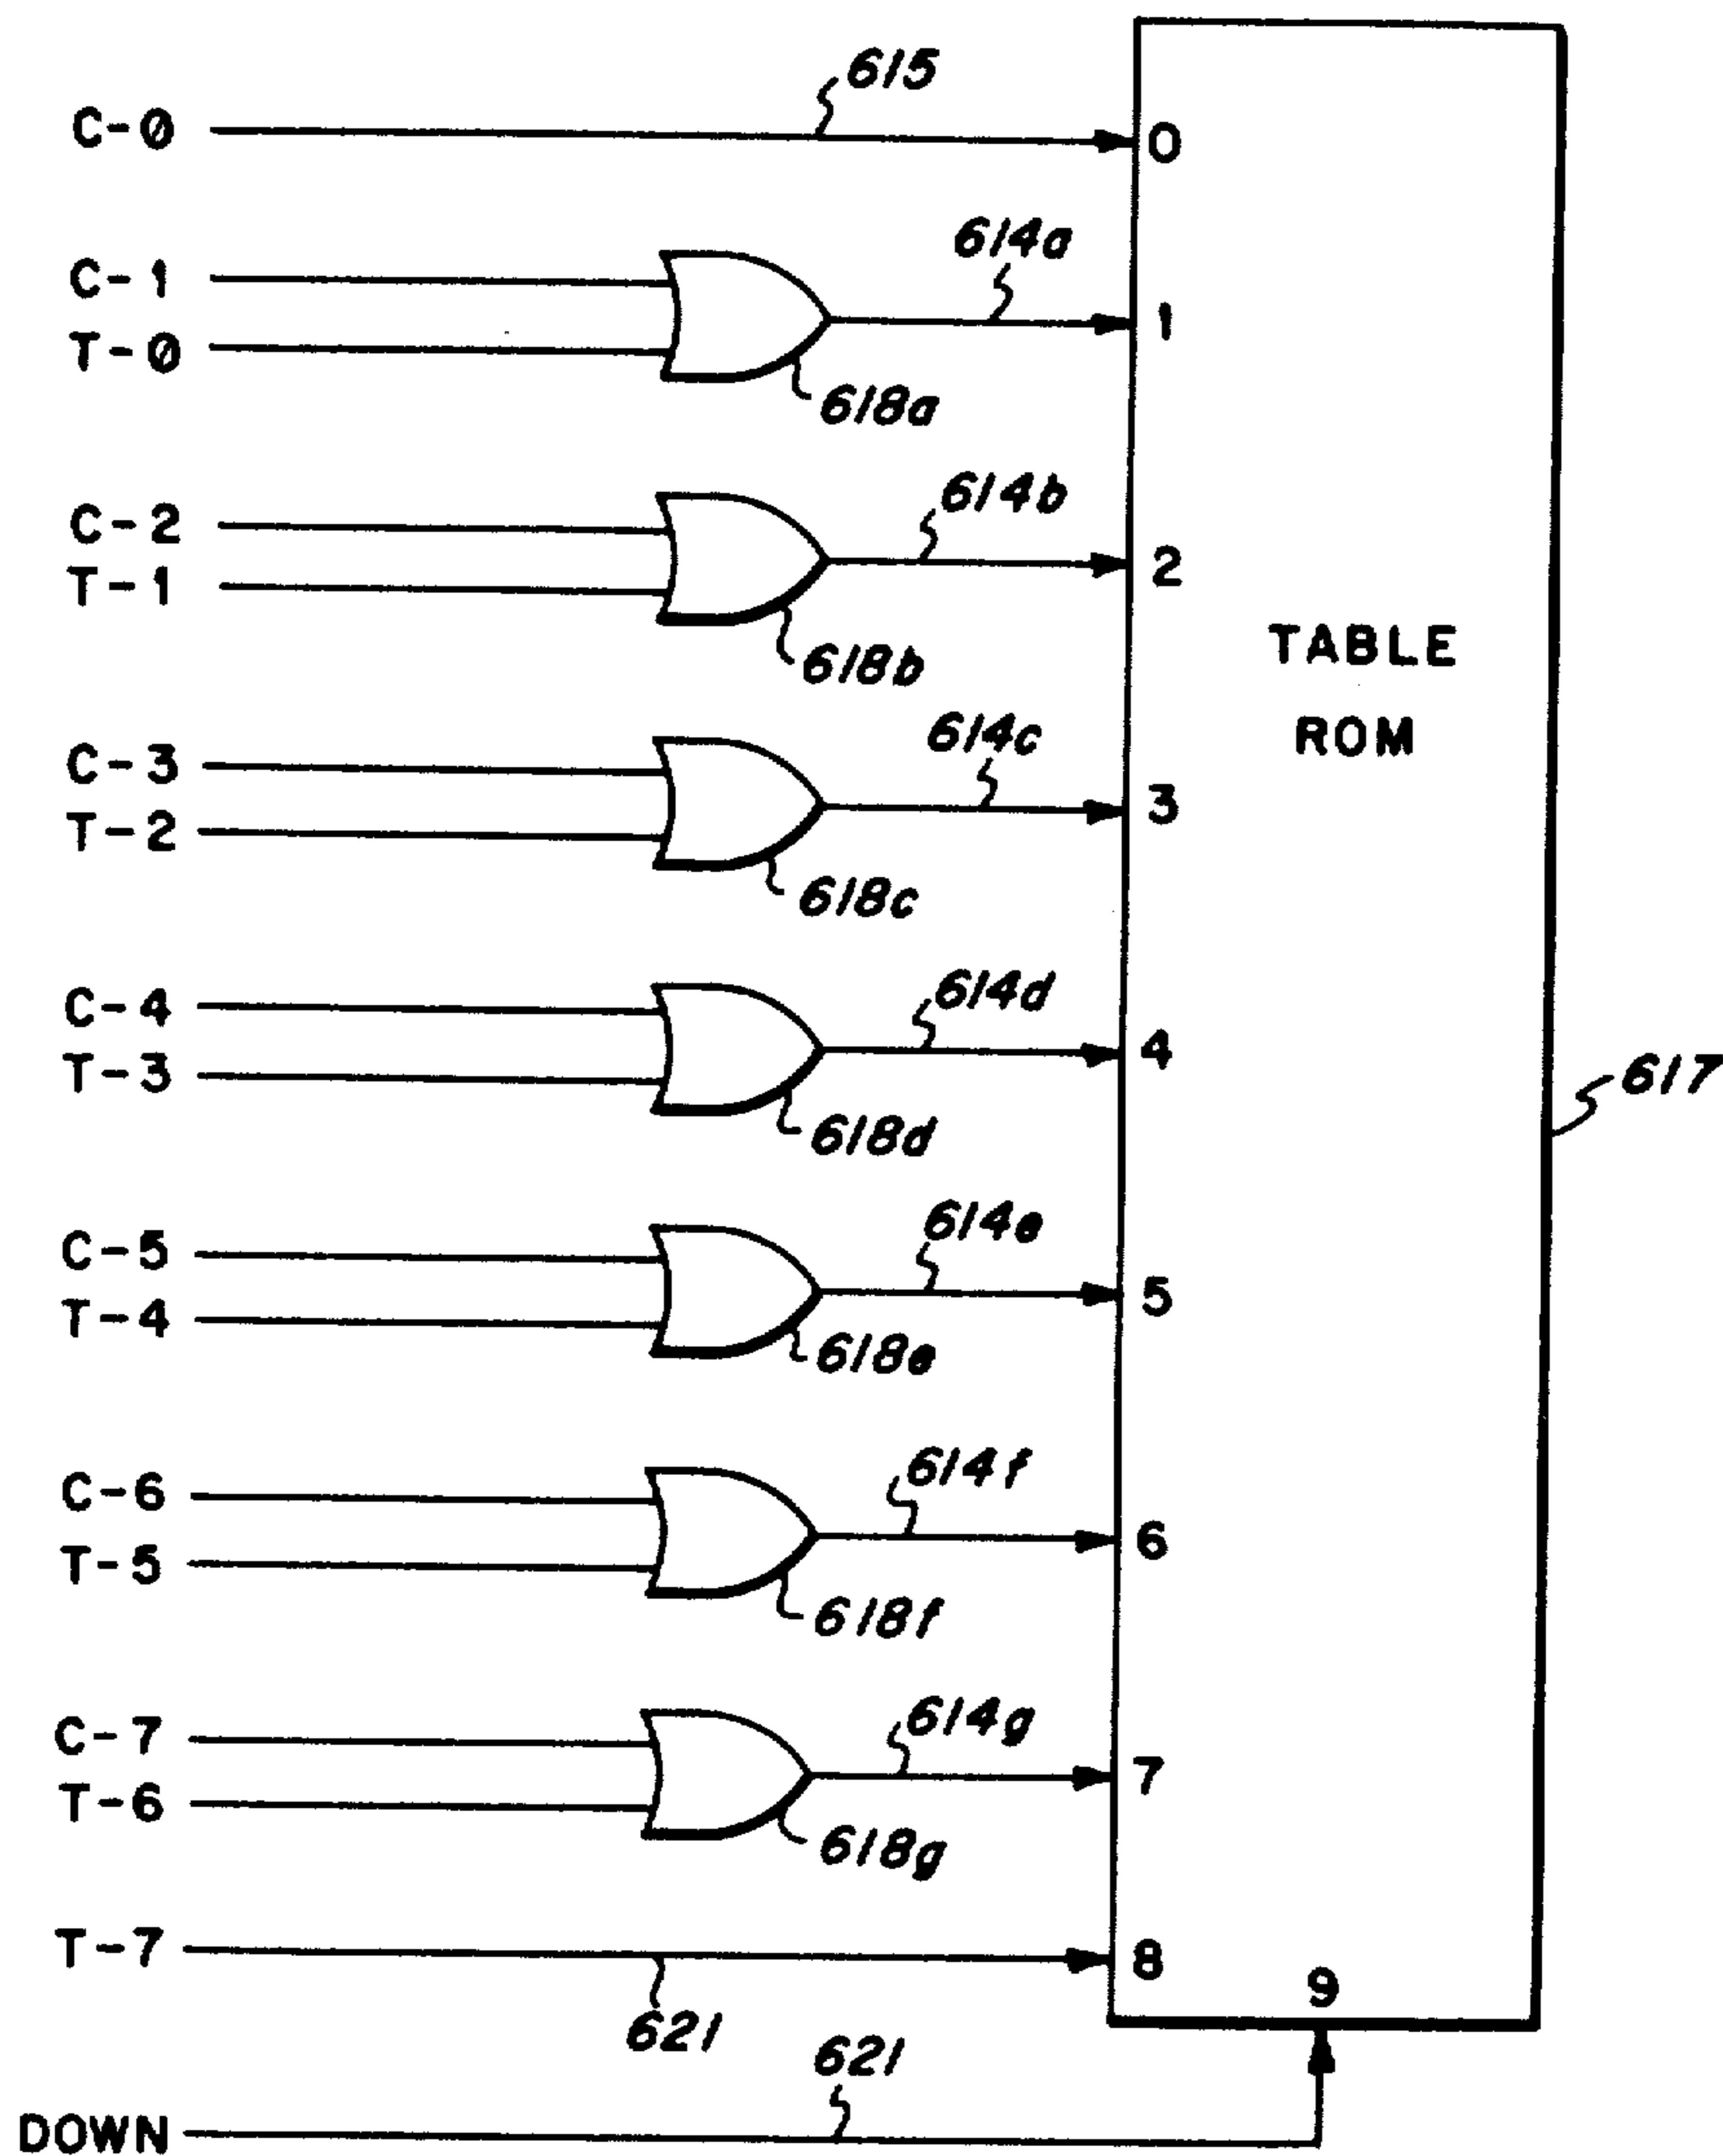 615
C-0
0
614a
C-1
1
T-0
618a
614b
C-2
2
T-1
618b
TABLE
ROM
614c
C-3
3
T-2
618c
614d
C-4
4
T-3
618d
617
614e
C-5
5
T-4
618e
614f
C-6
6
T-5
618f
614g
C-7
7
T-6
618g
T-7
8
9
621
621
DOWN